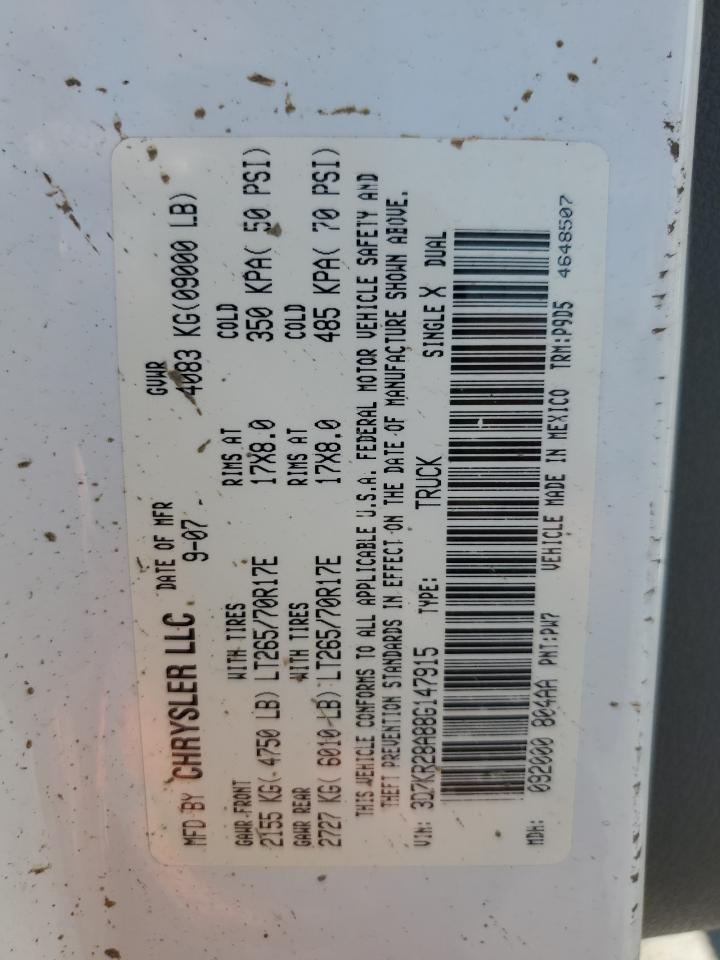 MFD BY CHRYSLER LLC DATE OF MFR GVWR
9-07 4083 KG(09000 LB)
GAWR FRONT WITH TIRES RIMS AT COLD
2155 KG( 4750 LB) LT265/70R17E 17X8.0 350 KPA( 50 PSI)
GAWR REAR WITH TIRES RIMS AT COLD
2727 KG( 6010 LB) LT265/70R17E 17X8.0 485 KPA( 70 PSI)
THIS VEHICLE CONFORMS TO ALL APPLICABLE U.S.A. FEDERAL MOTOR VEHICLE SAFETY AND
THEFT PREVENTION STANDARDS IN EFFECT ON THE DATE OF MANUFACTURE SHOWN ABOVE.
VIN: 3D7KR28A88G147915 TYPE: TRUCK SINGLE X DUAL
MDH: 092000 804AA PNT:PW7 VEHICLE MADE IN MEXICO TRM:P9D5 4648507